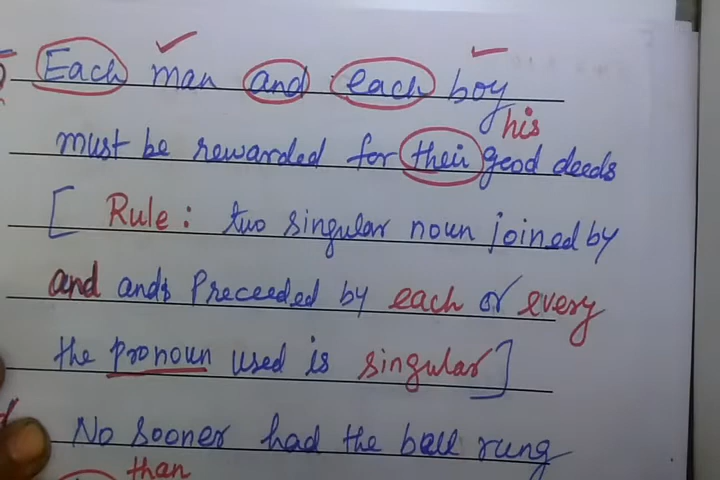 Each man and each boy
his
must be rewarded for their good deeds
[ Rule: two singular noun joined by
and and Preceeded by each or every
the pronoun used is singular ]
No sooner had the ball rung
than